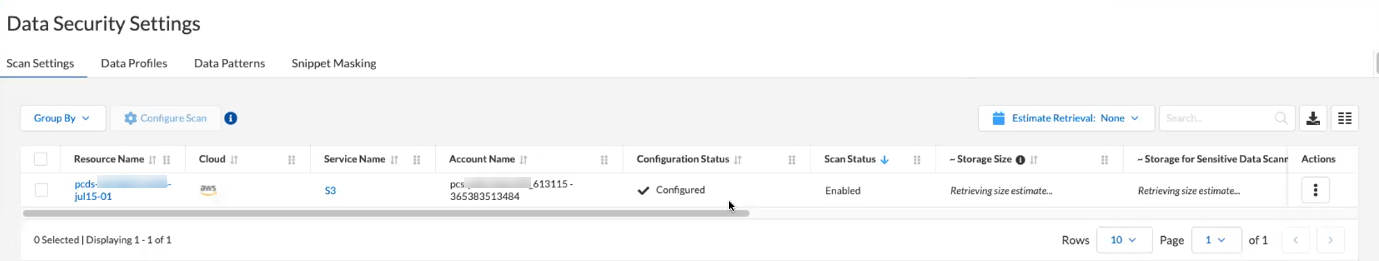 Data Security Settings
Scan Settings Data Profiles Data Patterns Snippet Masking
Group By Configure Scan i Estimate Retrieval: None Search...
Resource Name Cloud Service Name Account Name Configuration Status Scan Status ~ Storage Size i ~ Storage for Sensitive Data Scann Actions
pcds- - aws S3 pcs _613115 - Configured Enabled Retrieving size estimate... Retrieving size estimate...
jul15-01 365383513484
0 Selected | Displaying 1 - 1 of 1 Rows 10 Page 1 of 1